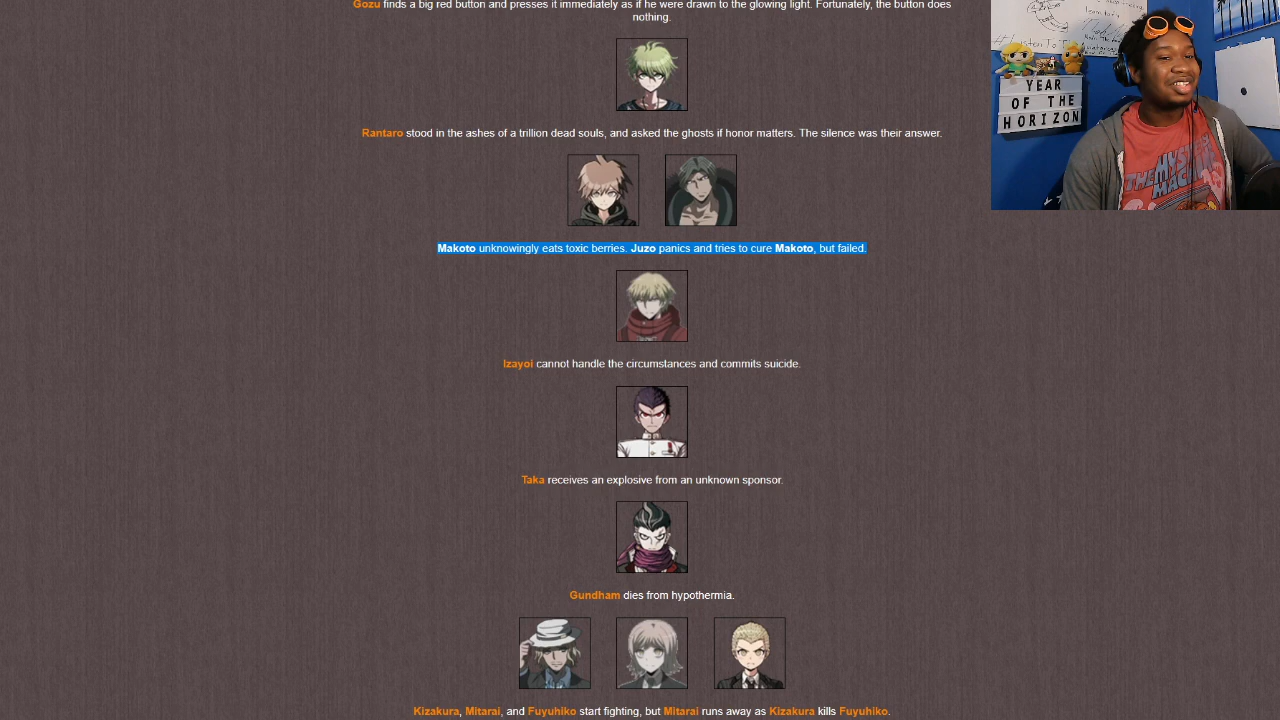 Gozu finds a big red button and presses it immediately as if he were drawn to the glowing light. Fortunately, the button does
nothing.
Rantaro stood in the ashes of a trillion dead souls, and asked the ghosts if honor matters. The silence was their answer.
Makoto unknowingly eats toxic berries. Juzo panics and tries to cure Makoto, but failed.
Izayoi cannot handle the circumstances and commits suicide.
Taka receives an explosive from an unknown sponsor.
Gundham dies from hypothermia.
Kizakura, Mitarai, and Fuyuhiko start fighting, but Mitarai runs away as Kizakura kills Fuyuhiko.
YEAR
OF THE
HORIZON
THE
MACHINE